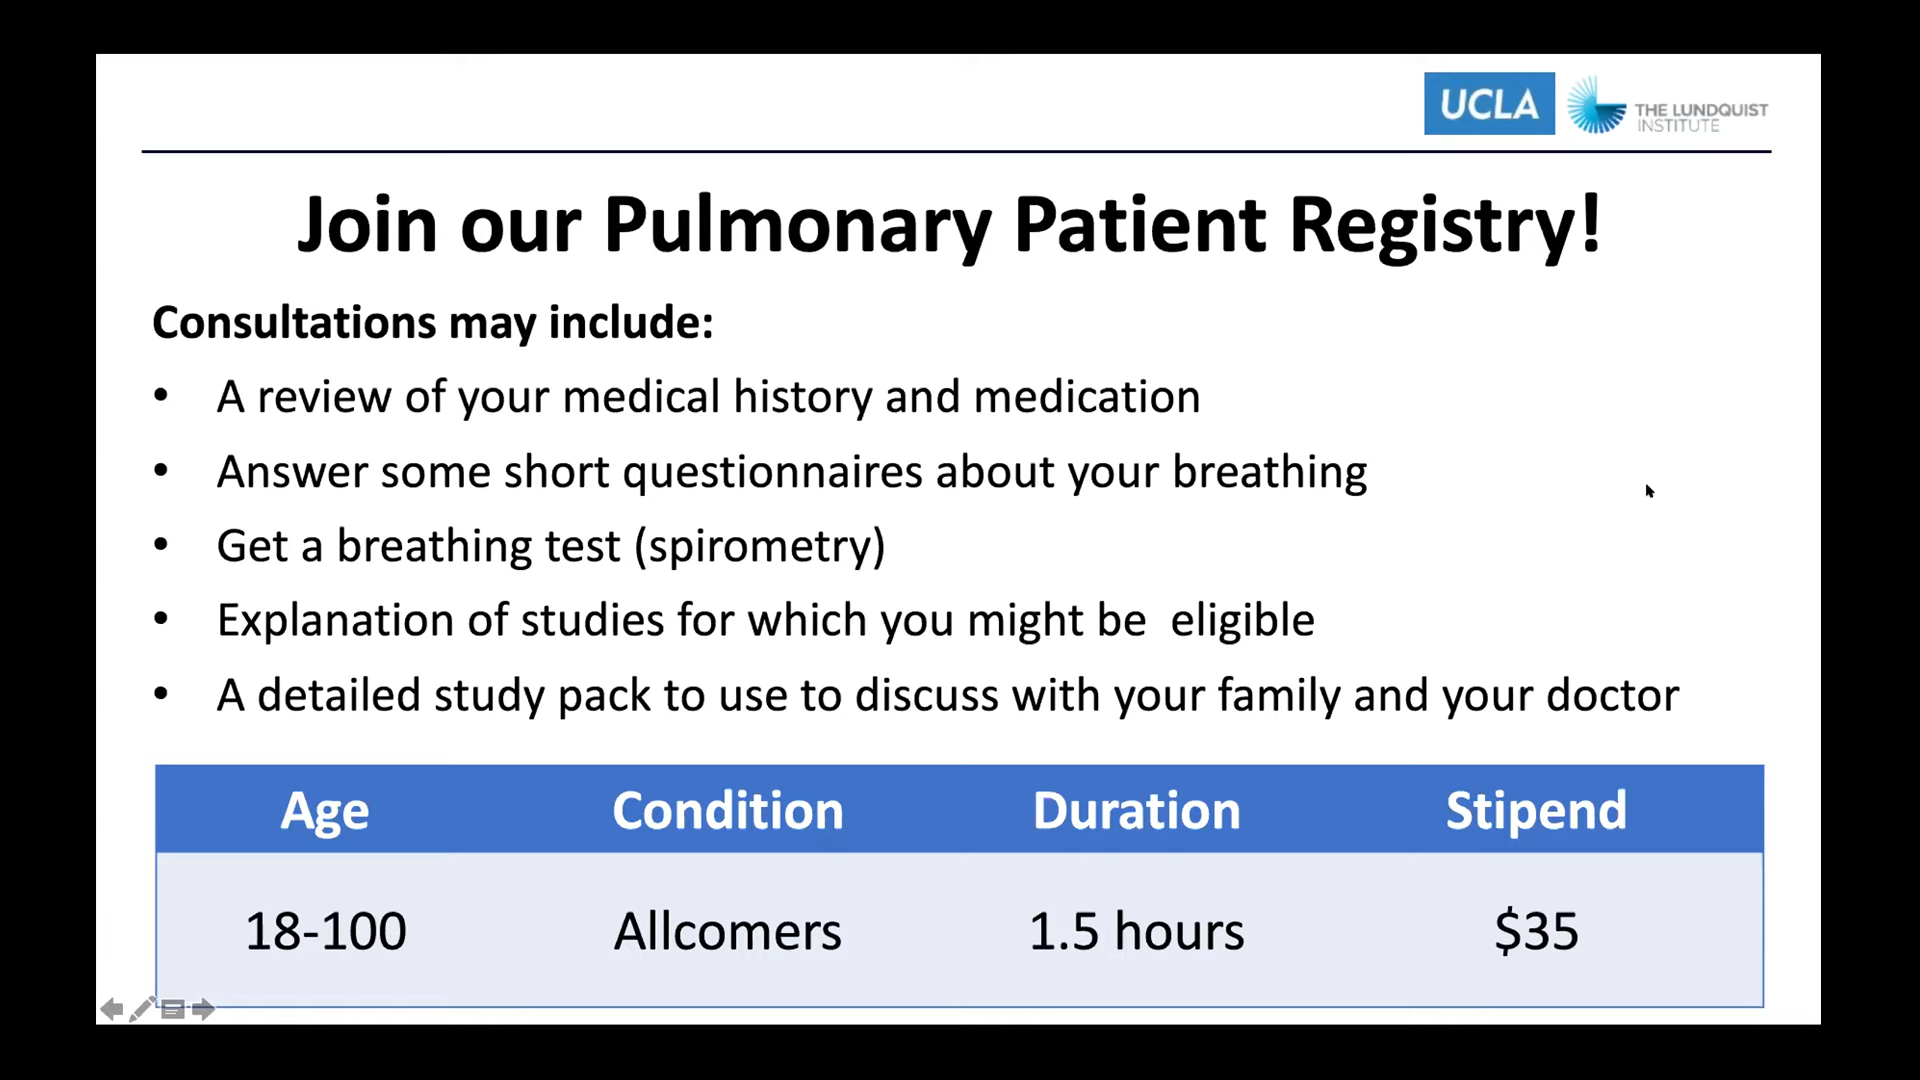 UCLA
THE LUNDQUIST
INSTITUTE
Join our Pulmonary Patient Registry!
Consultations may include:
• A review of your medical history and medication
• Answer some short questionnaires about your breathing
• Get a breathing test (spirometry)
• Explanation of studies for which you might be  eligible
• A detailed study pack to use to discuss with your family and your doctor
Age Condition Duration Stipend
18-100 Allcomers 1.5 hours $35